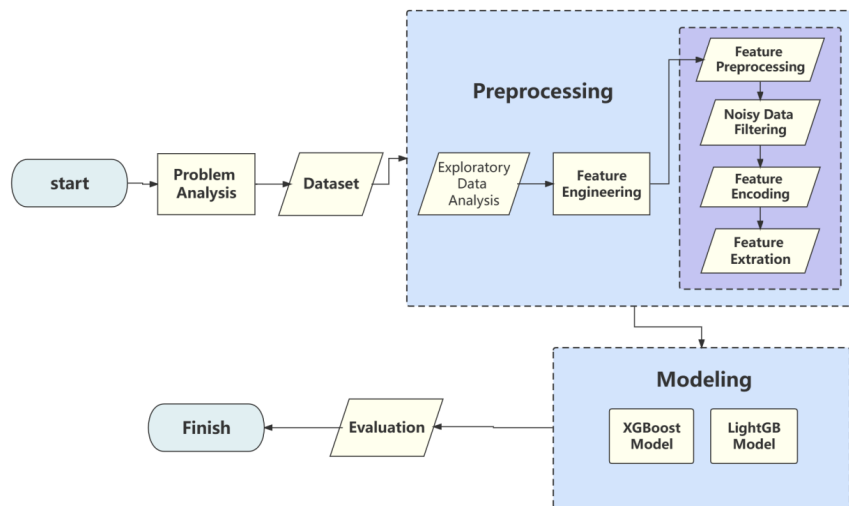 Preprocessing
Feature
Preprocessing
Noisy Data
Filtering
Feature
Encoding
Feature
Extration
start
Problem
Analysis
Dataset
Exploratory
Data
Analysis
Feature
Engineering
Modeling
XGBoost
Model
LightGB
Model
Evaluation
Finish